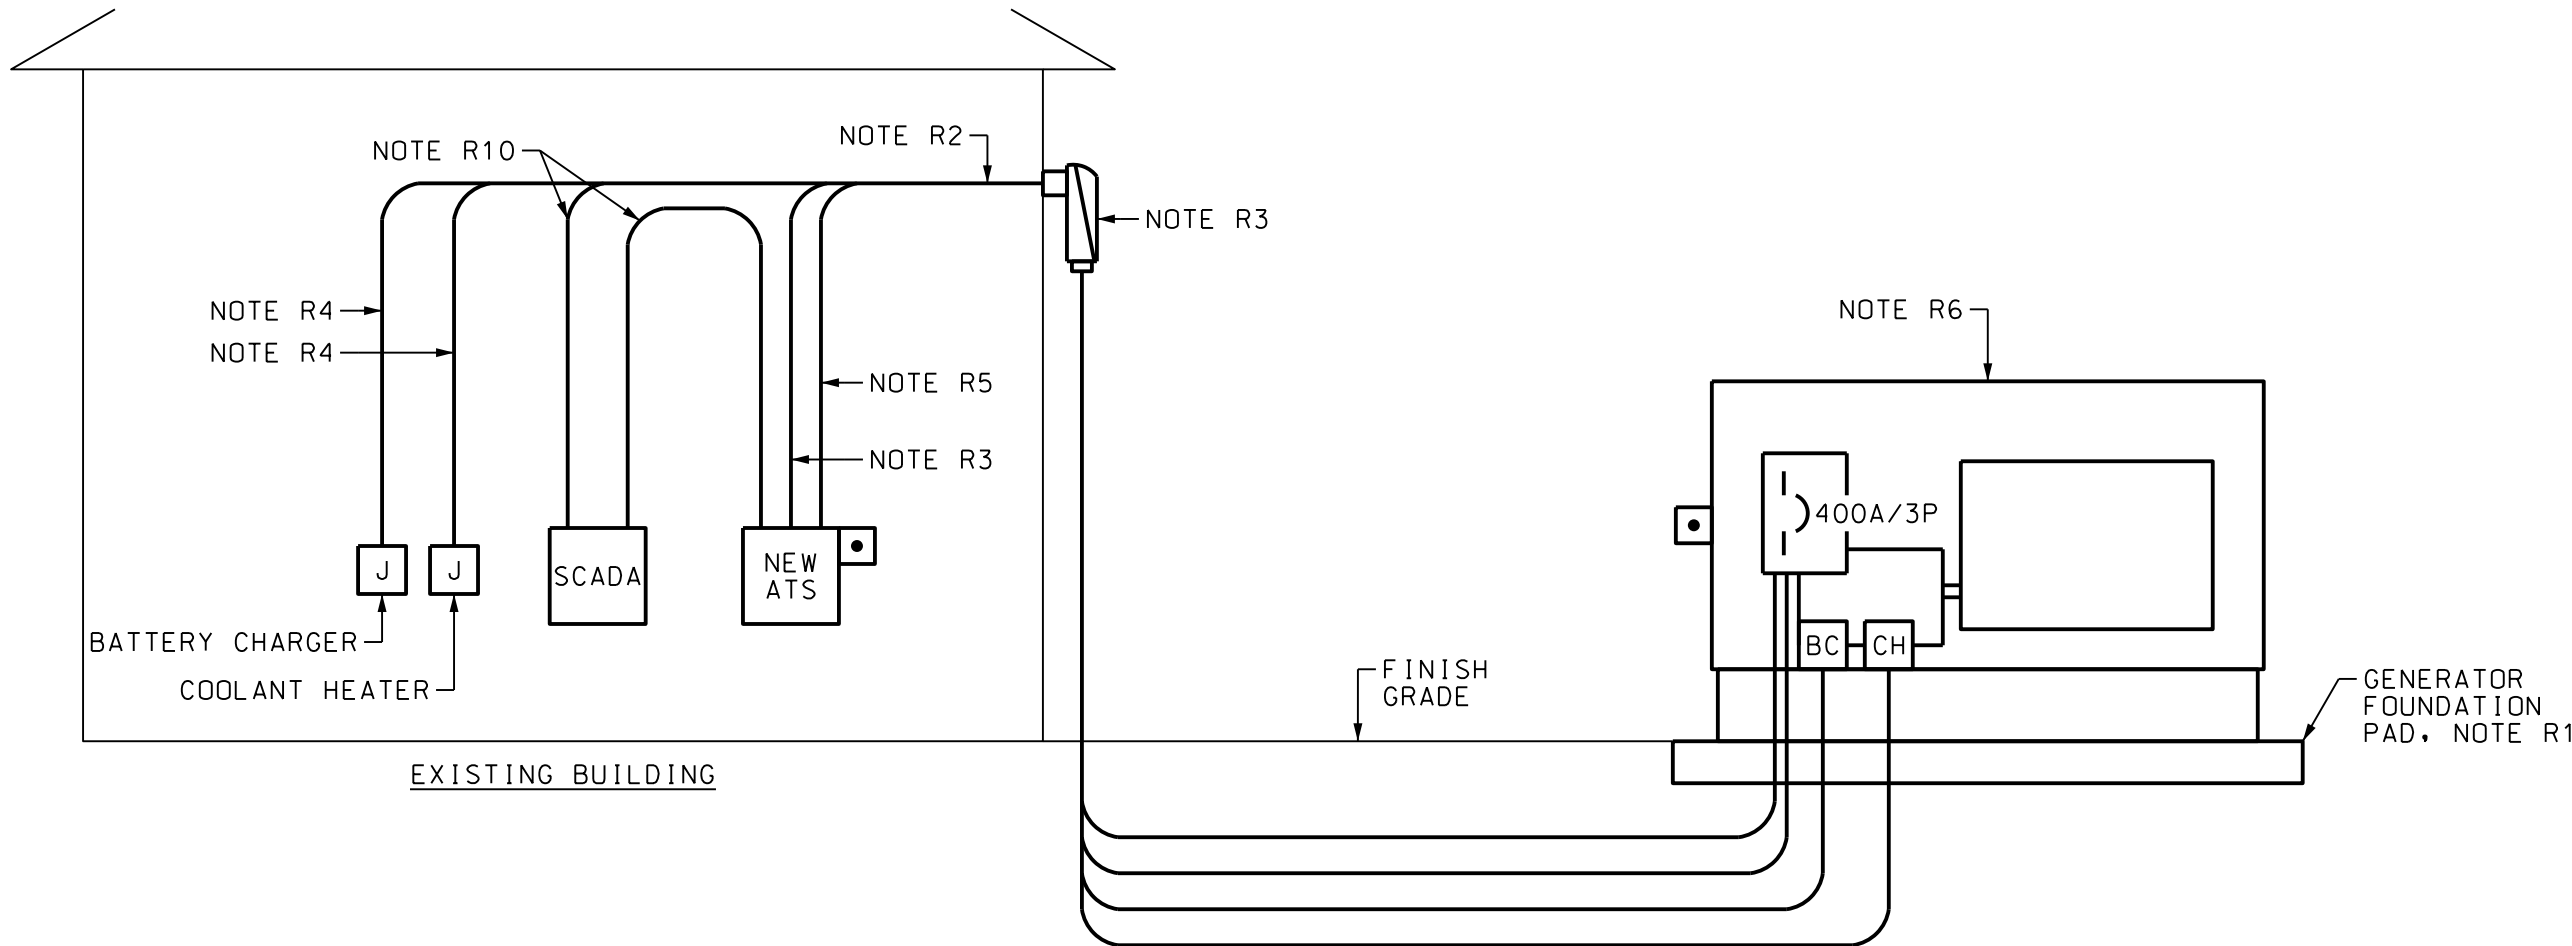 NOTE R2
NOTE R10
NOTE R3
NOTE R4
NOTE R4
NOTE R5
NOTE R3
NOTE R6
400A/3P
J
J
SCADA
NEW
ATS
BATTERY CHARGER
COOLANT HEATER
BC
CH
FINISH
GRADE
GENERATOR
FOUNDATION
PAD, NOTE R1
EXISTING BUILDING